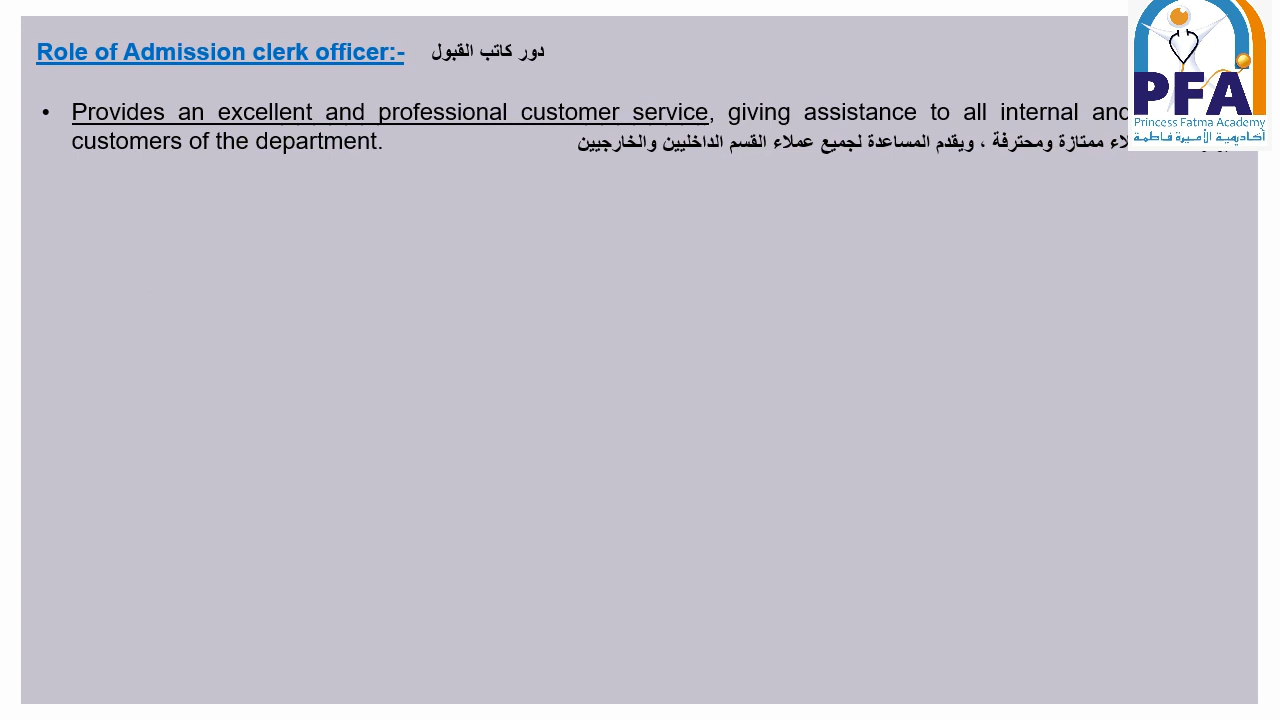 Role of Admission clerk officer:- دور كاتب القبول
• Provides an excellent and professional customer service, giving assistance to all internal and
customers of the department. ممتازة ومحترفة ، ويقدم المساعدة لجميع عملاء القسم الداخليين والخارجيين
PFA
Princess Fatma Academy
أكاديمية الأميرة فاطمة